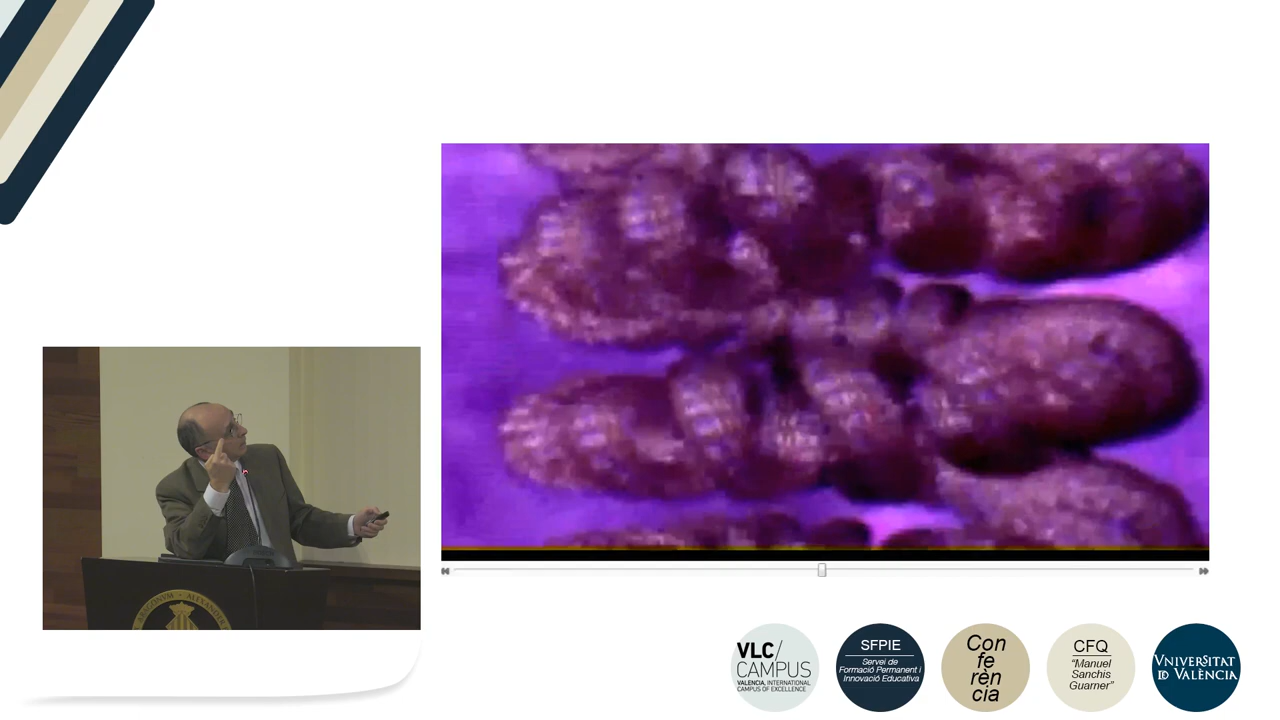 VLC/
CAMPUS
VALENCIA, INTERNATIONAL
CAMPUS OF EXCELLENCE
SFPIE
Servei de
Formació Permanent i
Innovació Educativa
Con
fe
rèn
cia
CFQ
"Manuel
Sanchis
Guarner"
VNIVERSITAT
ID VALÈNCIA